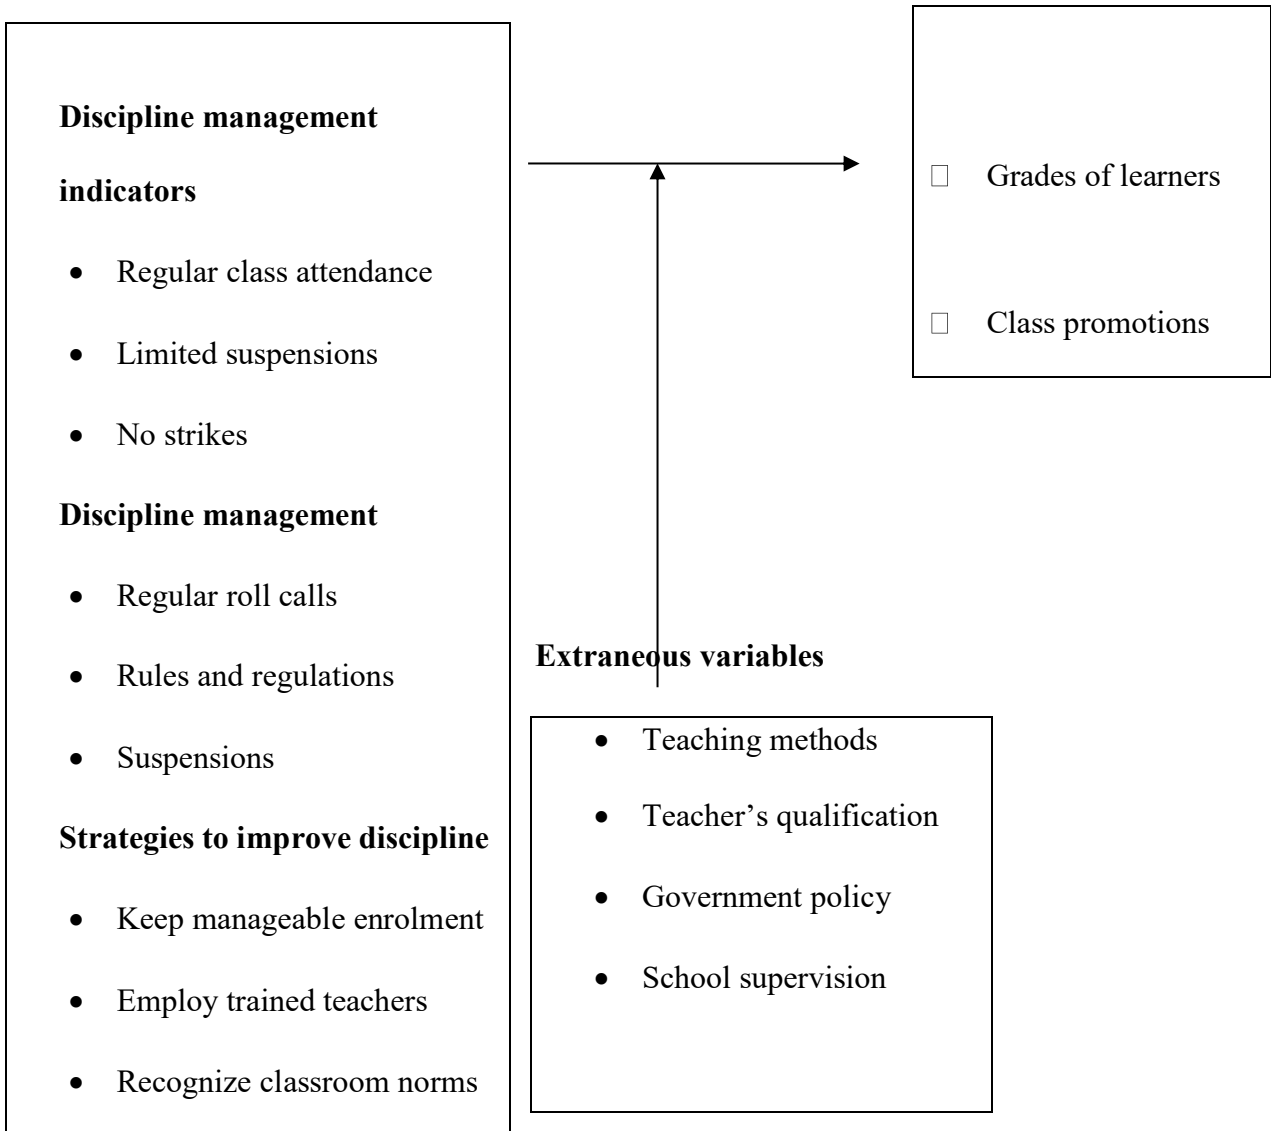 Discipline management
indicators
• Regular class attendance
• Limited suspensions
• No strikes
Discipline management
• Regular roll calls
• Rules and regulations
• Suspensions
Strategies to improve discipline
• Keep manageable enrolment
• Employ trained teachers
• Recognize classroom norms
Grades of learners
Class promotions
Extraneous variables
• Teaching methods
• Teacher’s qualification
• Government policy
• School supervision